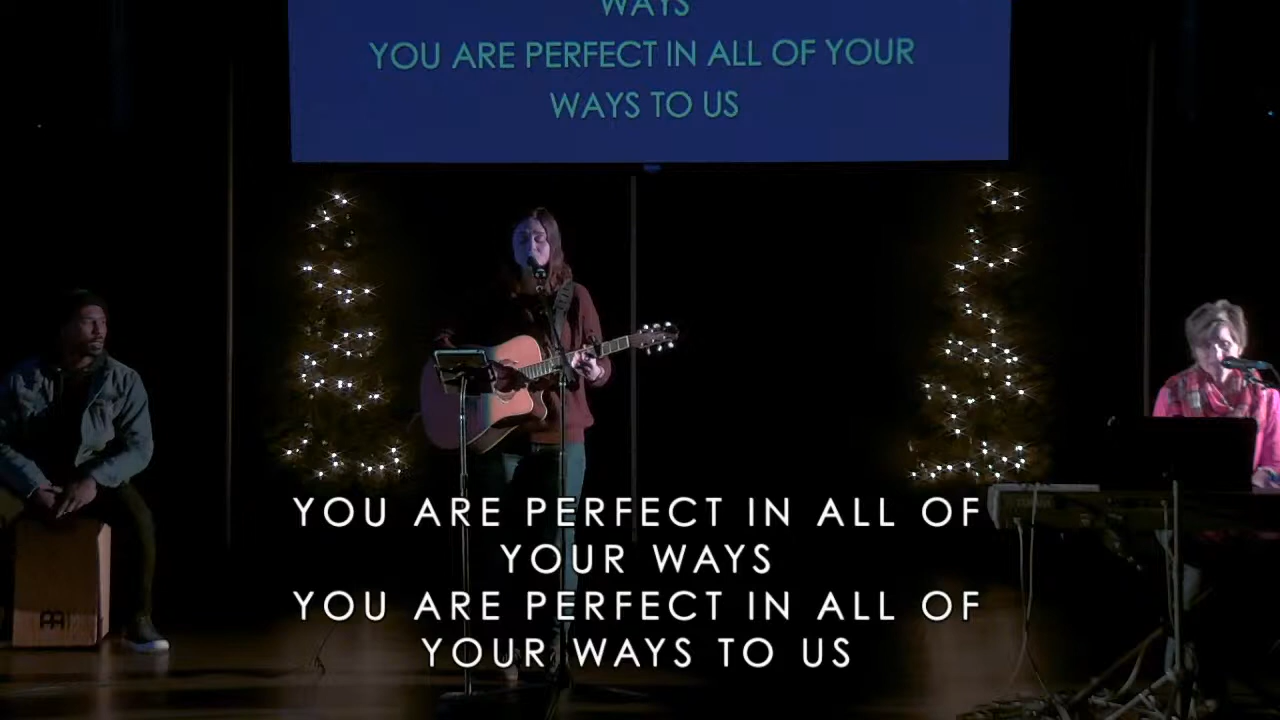 WAYS
YOU ARE PERFECT IN ALL OF YOUR
WAYS TO US
YOU ARE PERFECT IN ALL OF
YOUR WAYS
YOU ARE PERFECT IN ALL OF
YOUR WAYS TO US
MEINL